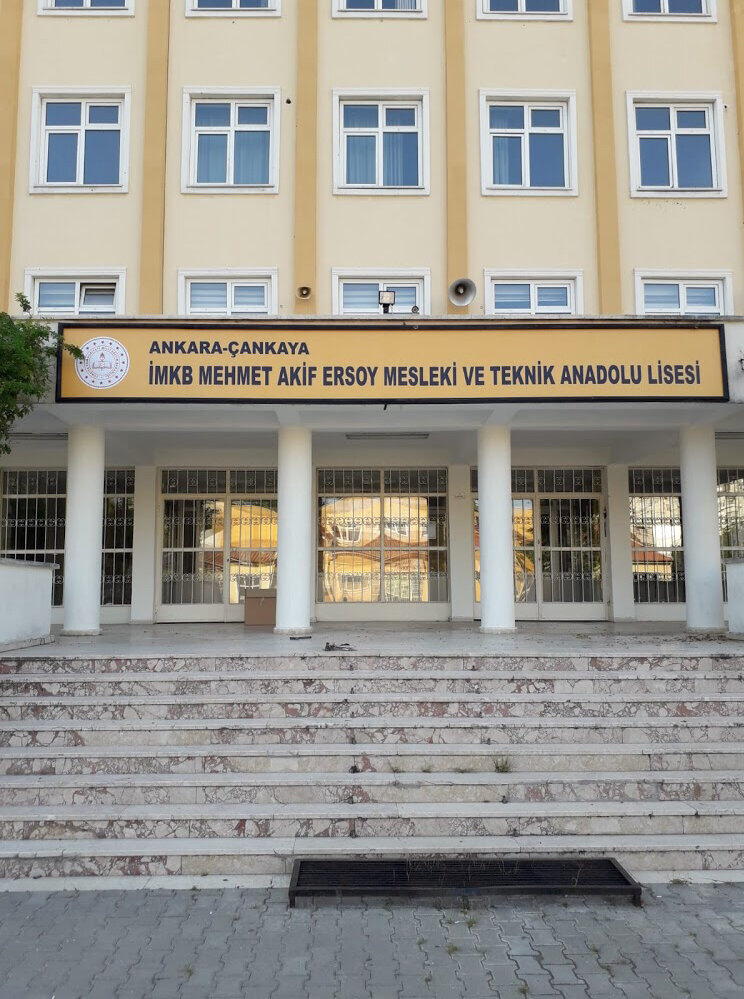 ANKARA-ÇANKAYA
İMKB MEHMET AKİF ERSOY MESLEKİ VE TEKNİK ANADOLU LİSESİ